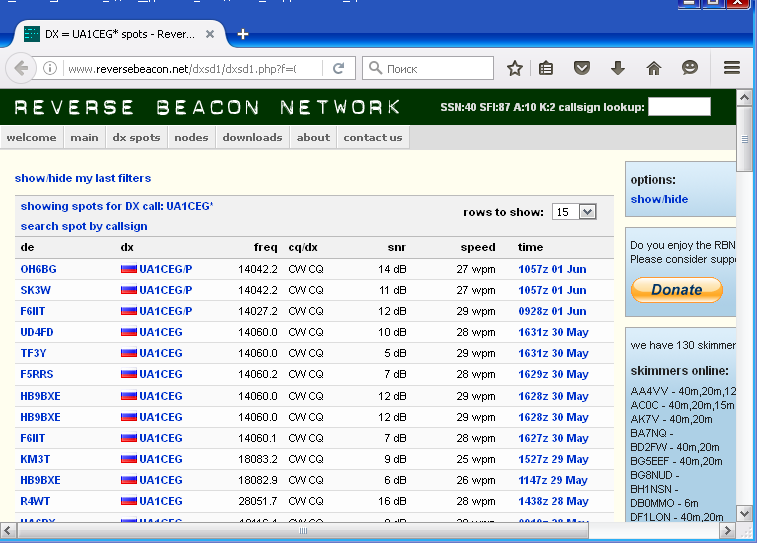 DX = UA1CEG* spots - Rever...
www.reversebeacon.net/dxsd1/dxsd1.php?f=(
Поиск
REVERSE BEACON NETWORK
SSN:40 SFI:87 A:10 K:2 callsign lookup:
welcome main dx spots nodes downloads about contact us
show/hide my last filters
showing spots for DX call: UA1CEG*
search spot by callsign
rows to show: 15
de dx freq cq/dx snr speed time
OH6BG UA1CEG/P 14042.2 CW CQ 14 dB 27 wpm 1057z 01 Jun
SK3W UA1CEG/P 14042.2 CW CQ 11 dB 27 wpm 1057z 01 Jun
F6IIT UA1CEG/P 14027.2 CW CQ 12 dB 29 wpm 0928z 01 Jun
UD4FD UA1CEG 14060.0 CW CQ 10 dB 28 wpm 1631z 30 May
TF3Y UA1CEG 14060.0 CW CQ 5 dB 29 wpm 1631z 30 May
F5RRS UA1CEG 14060.2 CW CQ 7 dB 28 wpm 1629z 30 May
HB9BXE UA1CEG 14060.0 CW CQ 12 dB 29 wpm 1628z 30 May
HB9BXE UA1CEG 14060.0 CW CQ 12 dB 29 wpm 1628z 30 May
F6IIT UA1CEG 14060.1 CW CQ 7 dB 28 wpm 1627z 30 May
KM3T UA1CEG 18083.2 CW CQ 9 dB 25 wpm 1527z 29 May
HB9BXE UA1CEG 18082.9 CW CQ 6 dB 26 wpm 1147z 29 May
R4WT UA1CEG 28051.7 CW CQ 16 dB 28 wpm 1438z 28 May
options:
show/hide
Do you enjoy the RBN
Please consider supp
Donate
we have 130 skimmer
skimmers online:
AA4VV - 40m,20m,12
AC0C - 40m,20m,15m
AK7V - 40m,20m
BA7NQ -
BD2FW - 40m,20m
BG5EEF - 40m,20m
BG8NUD -
BH1NSN -
DB0MMO - 6m
DF1LON - 40m,20m